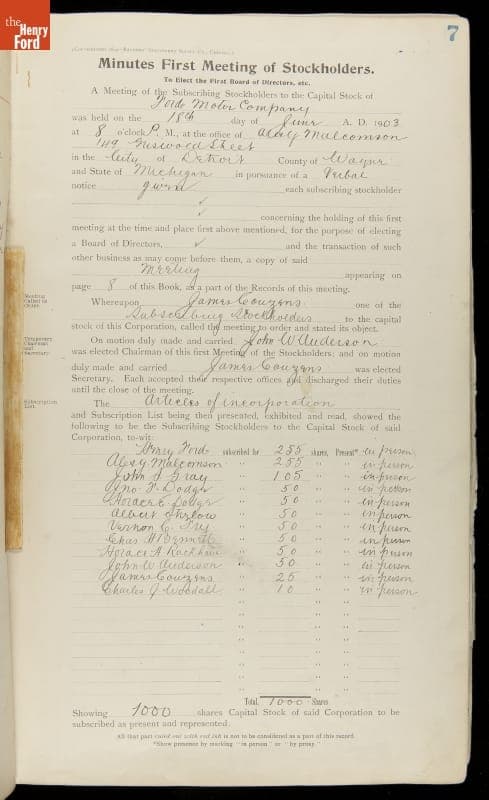 the
Henry
Ford
7
Minutes First Meeting of Stockholders.
To Elect the First Board of Directors, etc.
A Meeting of the Subscribing Stockholders to the Capital Stock of
Ford Motor Company
was held on the 18th day of June A. D. 1903
at 8 o'clock P. M., at the office of Alex Y Malcomson
149 Griswold Street
in the City of Detroit County of Wayne
and State of Michigan in pursuance of a Verbal
notice given each subscribing stockholder
✓
✓ concerning the holding of this first
meeting at the time and place first above mentioned, for the purpose of electing
a Board of Directors, ✓ and the transaction of such
other business as may come before them, a copy of said
Meeting appearing on
page 8 of this Book, as a part of the Records of this meeting.
Meeting Called to Order
Whereupon James Couzens one of the
Subscribing Stockholders to the capital
stock of this Corporation, called the meeting to order and stated its object.
Temporary Chairman and Secretary
On motion duly made and carried John W Anderson
was elected Chairman of this first Meeting of the Stockholders; and on motion
duly made and carried James Couzens was elected
Secretary. Each accepted their respective offices and discharged their duties
until the close of the meeting.
Subscription List
The Articles of incorporation
and Subscription List being then presented, exhibited and read, showed the
following to be the Subscribing Stockholders to the Capital Stock of said
Corporation, to-wit:
Henry Ford subscribed for 255 shares, Present* in person
Alex Y Malcomson " 255 " " in person
John S Gray " 105 " " in person
Jno F Dodge " 50 " " in person
Horace E Dodge " 50 " " in person
Albert Strelow " 50 " " in person
Vernon C Fry " 50 " " in person
Chas H Bennett " 50 " " in person
Horace A Rackham " 50 " " in person
John W Anderson " 50 " " in person
James Couzens " 25 " " in person
Charles J Woodall " 10 " " in person
Total, 1000 Shares
Showing 1000 shares Capital Stock of said Corporation to be
subscribed as present and represented.
All that part ruled out with red ink is not to be considered as a part of this record.
*Show presence by marking "in person" or "by proxy."